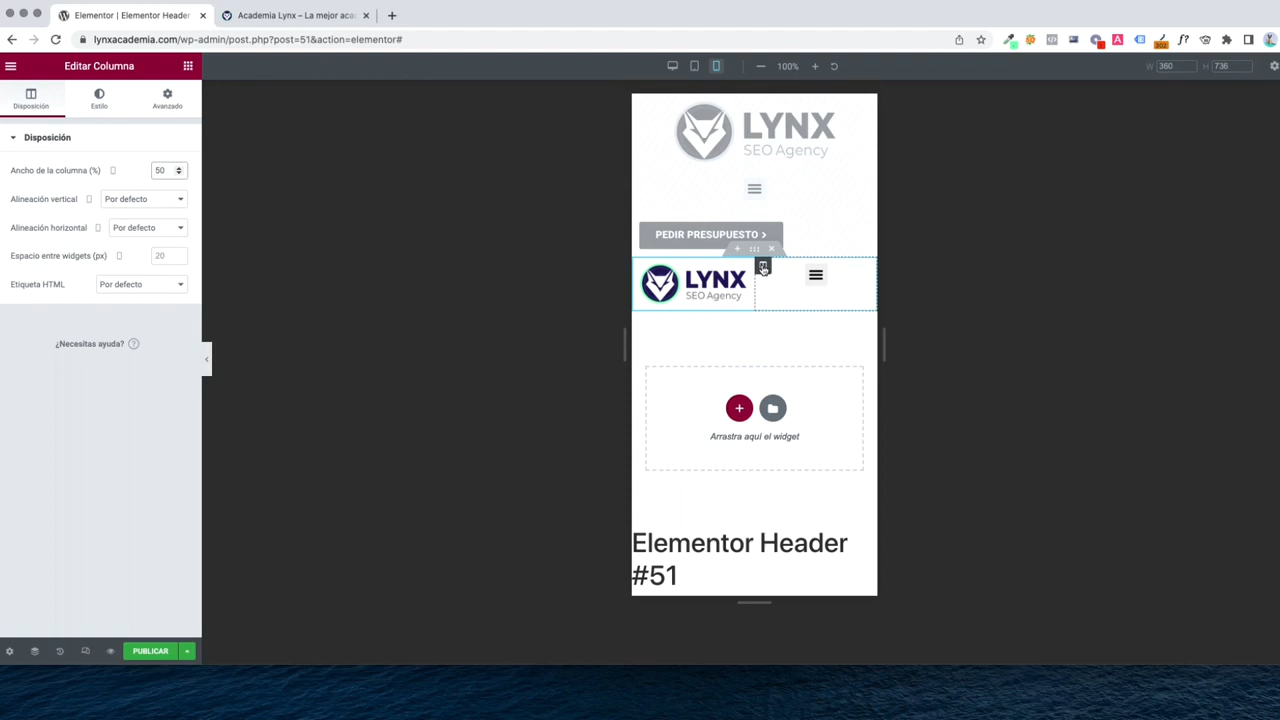 Elementor | Elementor Header
Academia Lynx – La mejor aca
lynxacademia.com/wp-admin/post.php?post=51&action=elementor#
302
Editar Columna
100%
W 360
H 736
Disposición
Estilo
Avanzado
Disposición
Ancho de la columna (%)
50
Alineación vertical
Por defecto
Alineación horizontal
Por defecto
Espacio entre widgets (px)
20
Etiqueta HTML
Por defecto
¿Necesitas ayuda?
LYNX
SEO Agency
PEDIR PRESUPUESTO
LYNX
SEO Agency
Arrastra aquí el widget
Elementor Header
#51
PUBLICAR